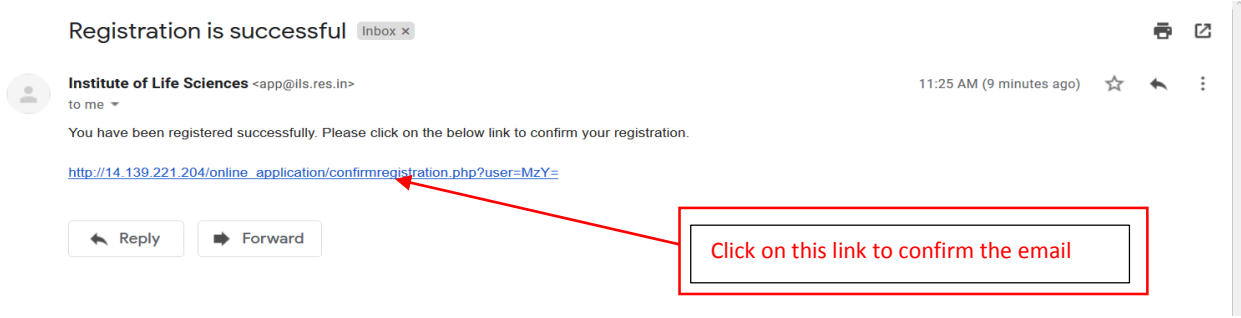 Registration is successful Inbox ×
Institute of Life Sciences <app@ils.res.in> 11:25 AM (9 minutes ago)
to me
You have been registered successfully. Please click on the below link to confirm your registration.
http://14.139.221.204/online_application/confirmregistration.php?user=MzY=
Reply Forward
Click on this link to confirm the email